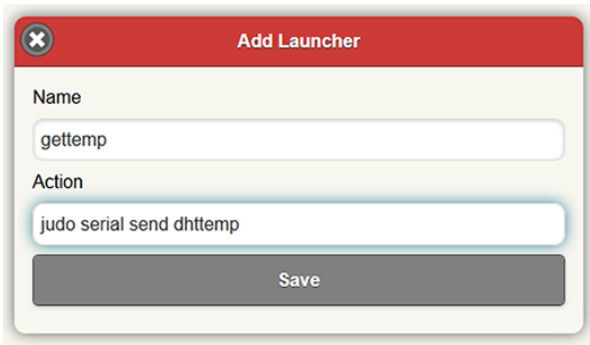 Add Launcher
Name
gettemp
Action
judo serial send dhttemp
Save